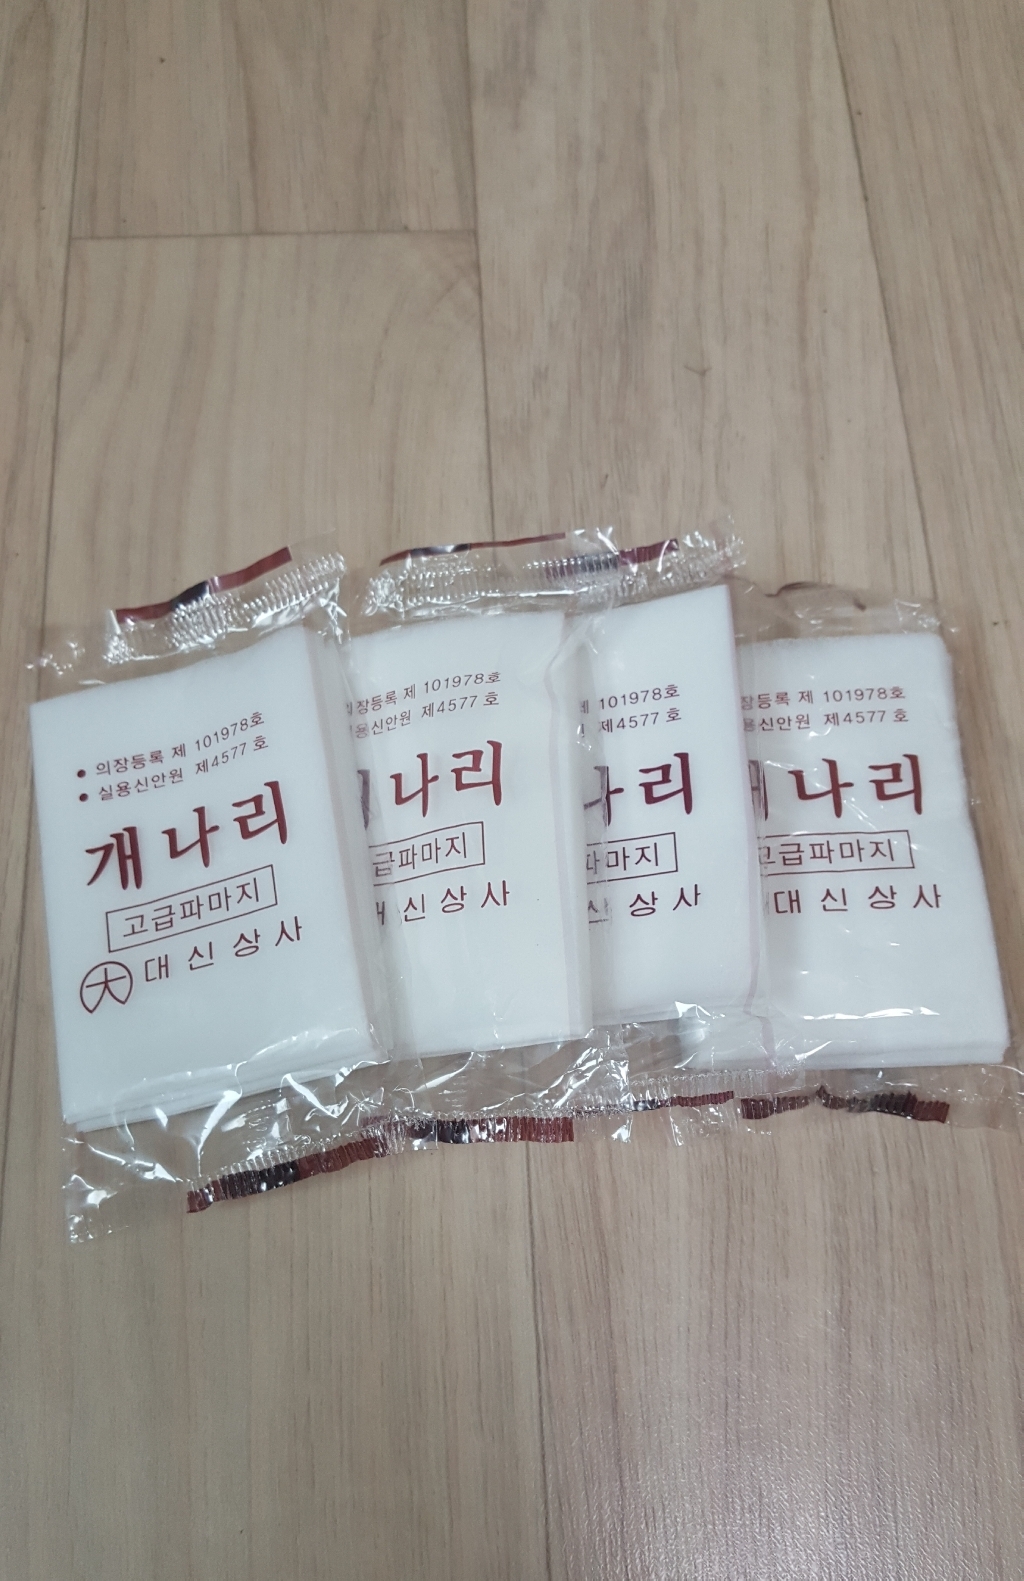 • 의장등록 제 101978호
• 실용신안원 제4577 호
개나리
고급파마지
大 대신상사
장등록 제 101978호
용신안원 제4577 호
나리
급파마지
신상사
제 101978호
제4577 호
나리
파마지
상사
장등록 제 101978호
용신안원 제4577 호
나리
고급파마지
대신상사